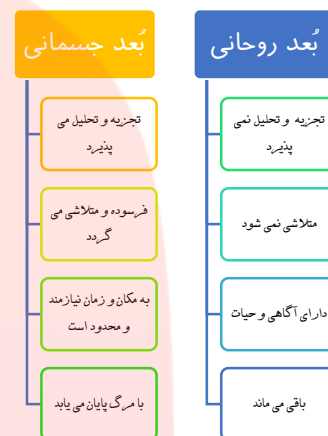 بُعد روحانی
تجزیه و تحلیل نمی
پذیرد
متلاشی نمی شود
دارای آگاهی و حیات
باقی می ماند
بُعد جسمانی
تجزیه و تحلیل می
پذیرد
فرسوده و متلاشی می
گردد
به مکان و زمان نیازمند
و محدود است
با مرگ پایان می یابد